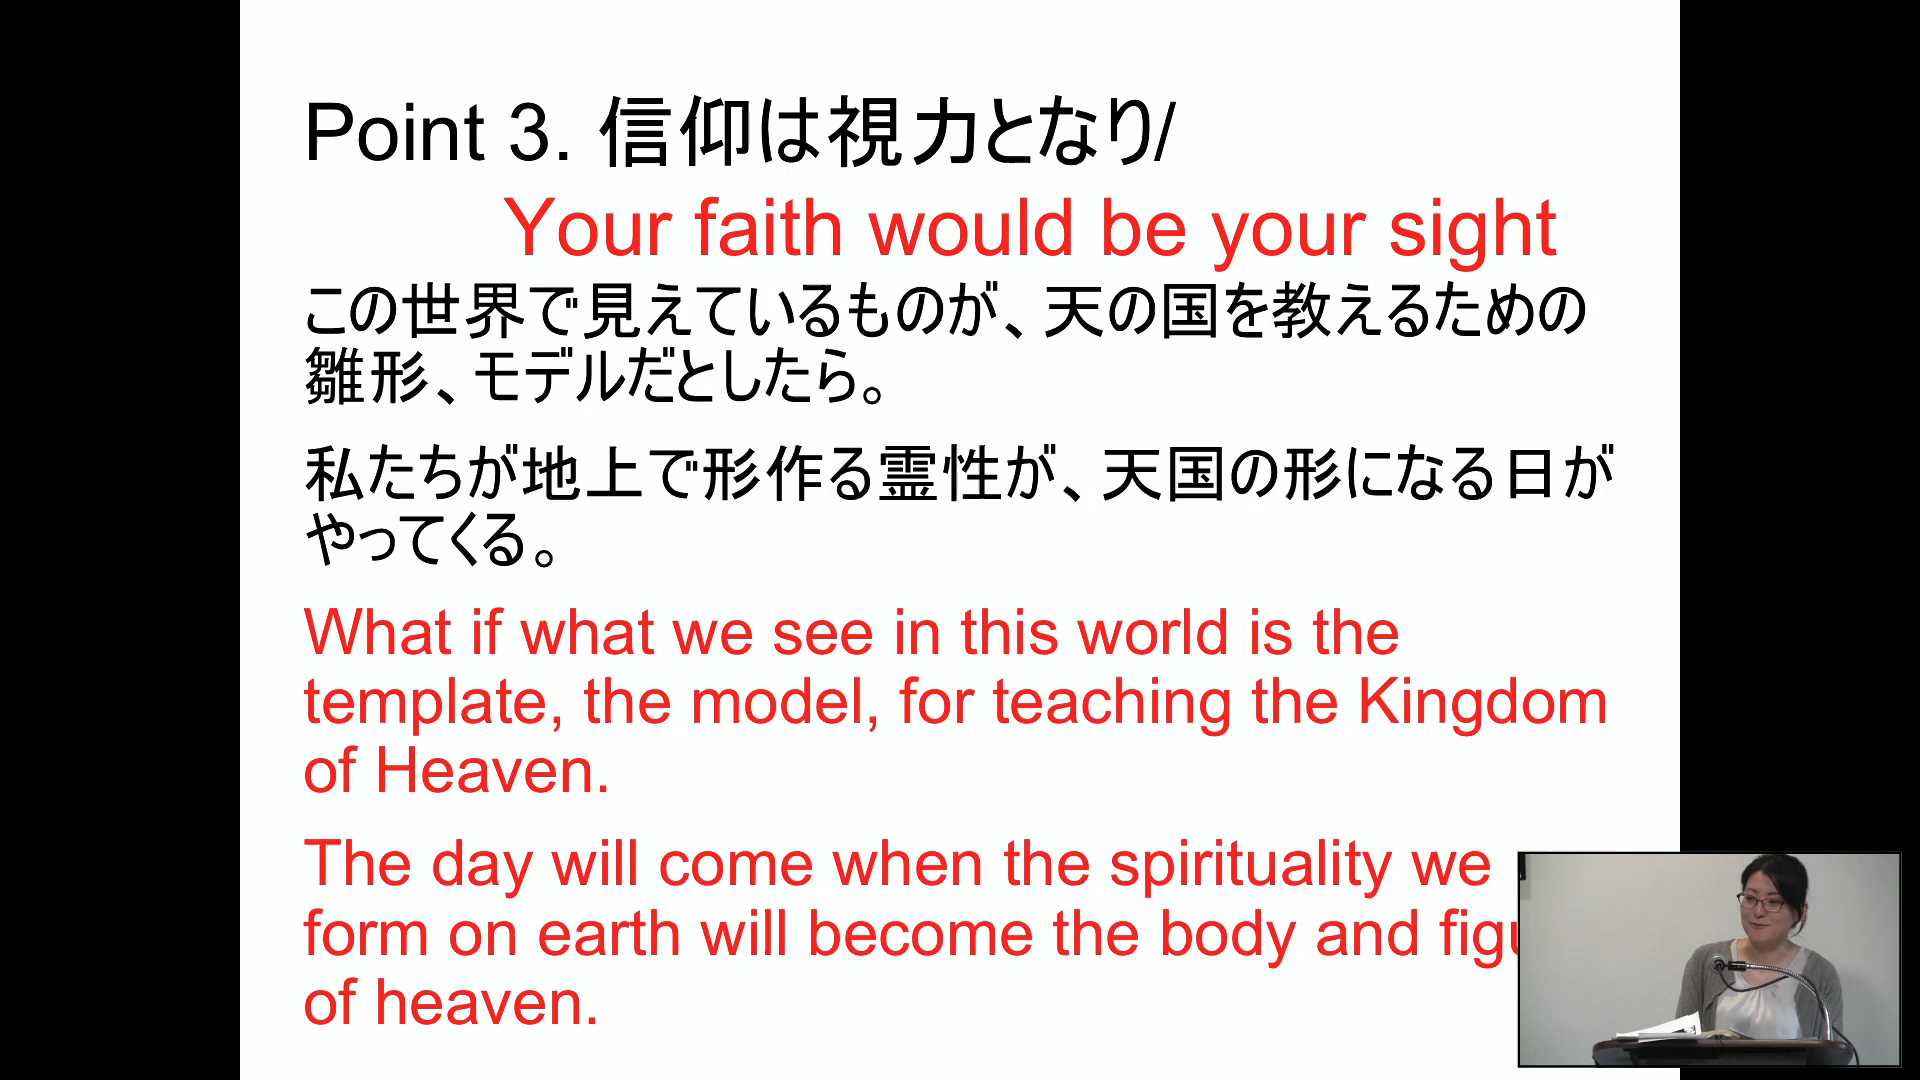 Point 3. 信仰は視力となり/
Your faith would be your sight
この世界で見えているものが、天の国を教えるための
雛形、モデルだとしたら。
私たちが地上で形作る霊性が、天国の形になる日が
やってくる。
What if what we see in this world is the
template, the model, for teaching the Kingdom
of Heaven.
The day will come when the spirituality we
form on earth will become the body and
of heaven.